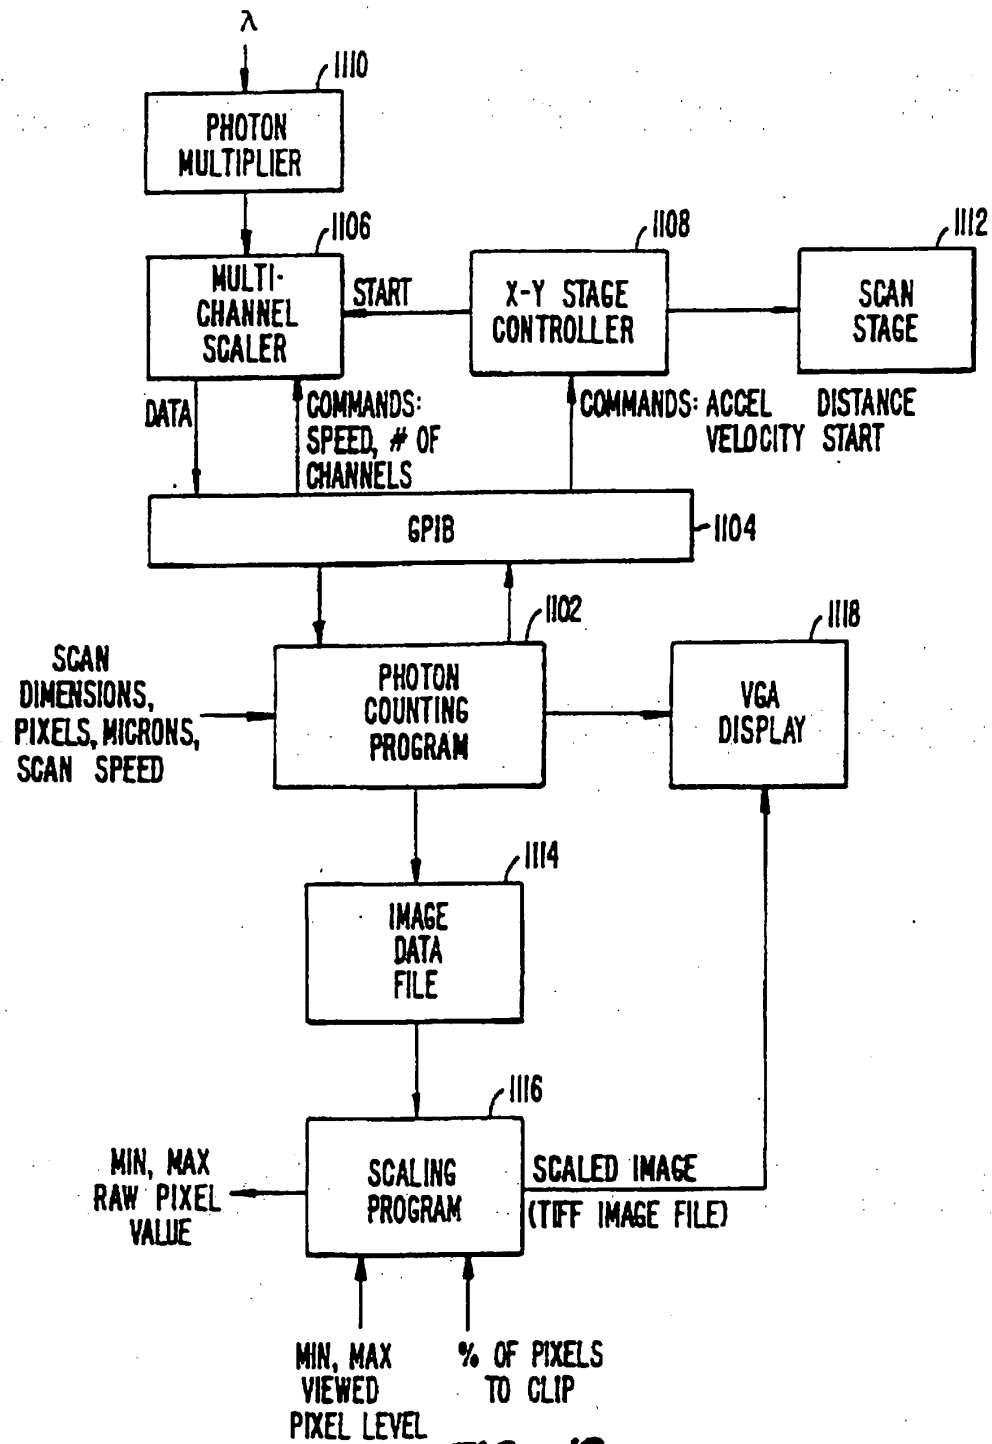 λ
1110
PHOTON
MULTIPLIER
1106
MULTI-
CHANNEL
SCALER
START
1108
X-Y STAGE
CONTROLLER
1112
SCAN
STAGE
DATA
COMMANDS:
SPEED, # OF
CHANNELS
COMMANDS: ACCEL DISTANCE
VELOCITY START
GPIB
1104
1102
SCAN
DIMENSIONS,
PIXELS, MICRONS,
SCAN SPEED
PHOTON
COUNTING
PROGRAM
1118
VGA
DISPLAY
1114
IMAGE
DATA
FILE
1116
SCALING
PROGRAM
MIN, MAX
RAW PIXEL
VALUE
SCALED IMAGE
(TIFF IMAGE FILE)
MIN, MAX
VIEWED
PIXEL LEVEL
% OF PIXELS
TO CLIP